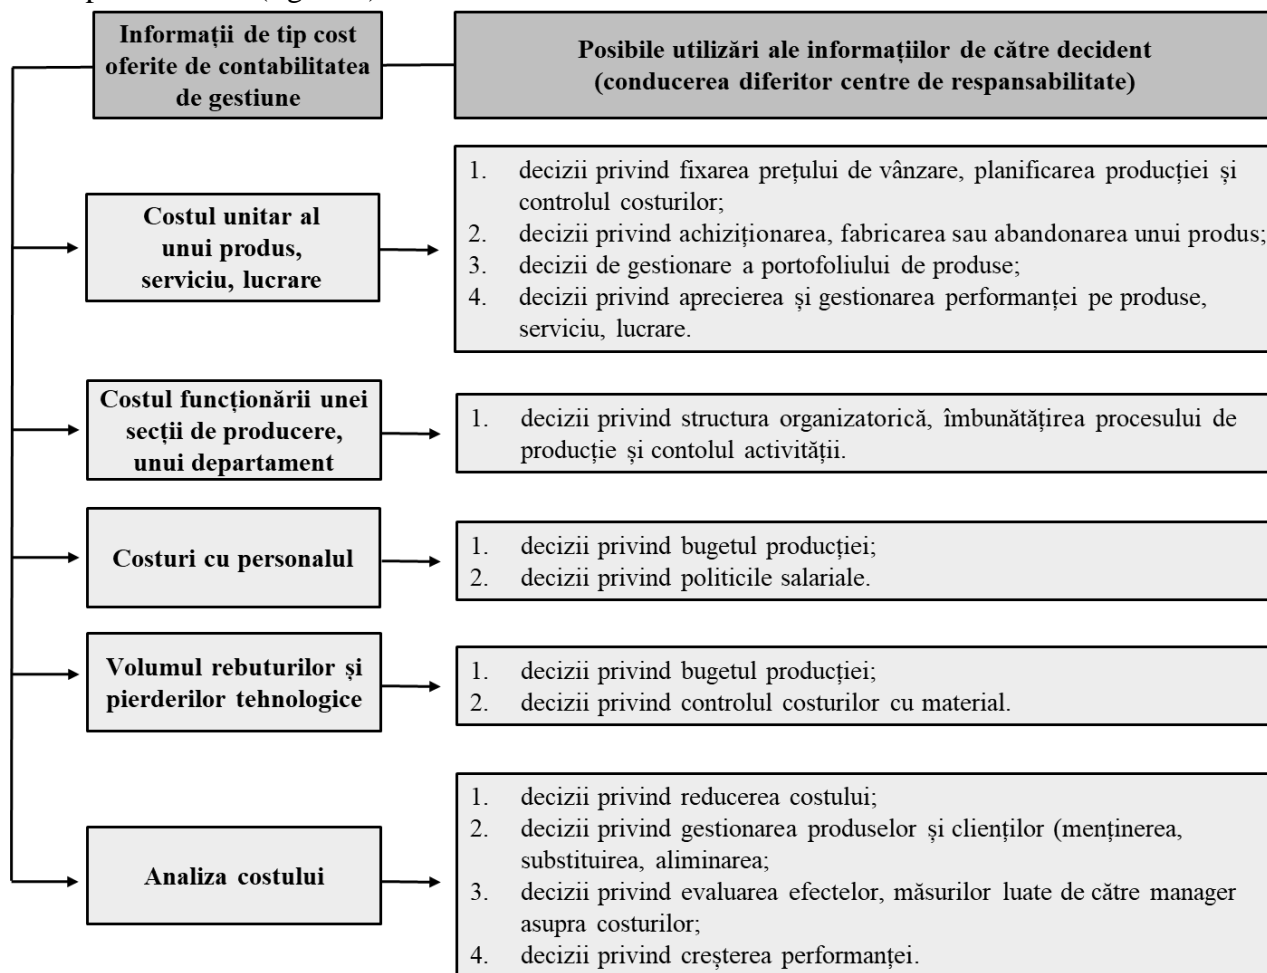 Informații de tip cost
oferite de contabilitatea
de gestiune
Posibile utilizări ale informațiilor de către decident
(conducerea diferitor centre de respansabilitate)
Costul unitar al
unui produs,
serviciu, lucrare
1. decizii privind fixarea prețului de vânzare, planificarea producției și
controlul costurilor;
2. decizii privind achiziționarea, fabricarea sau abandonarea unui produs;
3. decizii de gestionare a portofoliului de produse;
4. decizii privind aprecierea și gestionarea performanței pe produse,
serviciu, lucrare.
Costul funcționării unei
secții de producere,
unui departament
1. decizii privind structura organizatorică, îmbunătățirea procesului de
producție și contolul activității.
Costuri cu personalul
1. decizii privind bugetul producției;
2. decizii privind politicile salariale.
Volumul rebuturilor și
pierderilor tehnologice
1. decizii privind bugetul producției;
2. decizii privind controlul costurilor cu material.
Analiza costului
1. decizii privind reducerea costului;
2. decizii privind gestionarea produselor și clienților (menținerea,
substituirea, aliminarea;
3. decizii privind evaluarea efectelor, măsurilor luate de către manager
asupra costurilor;
4. decizii privind creșterea performanței.